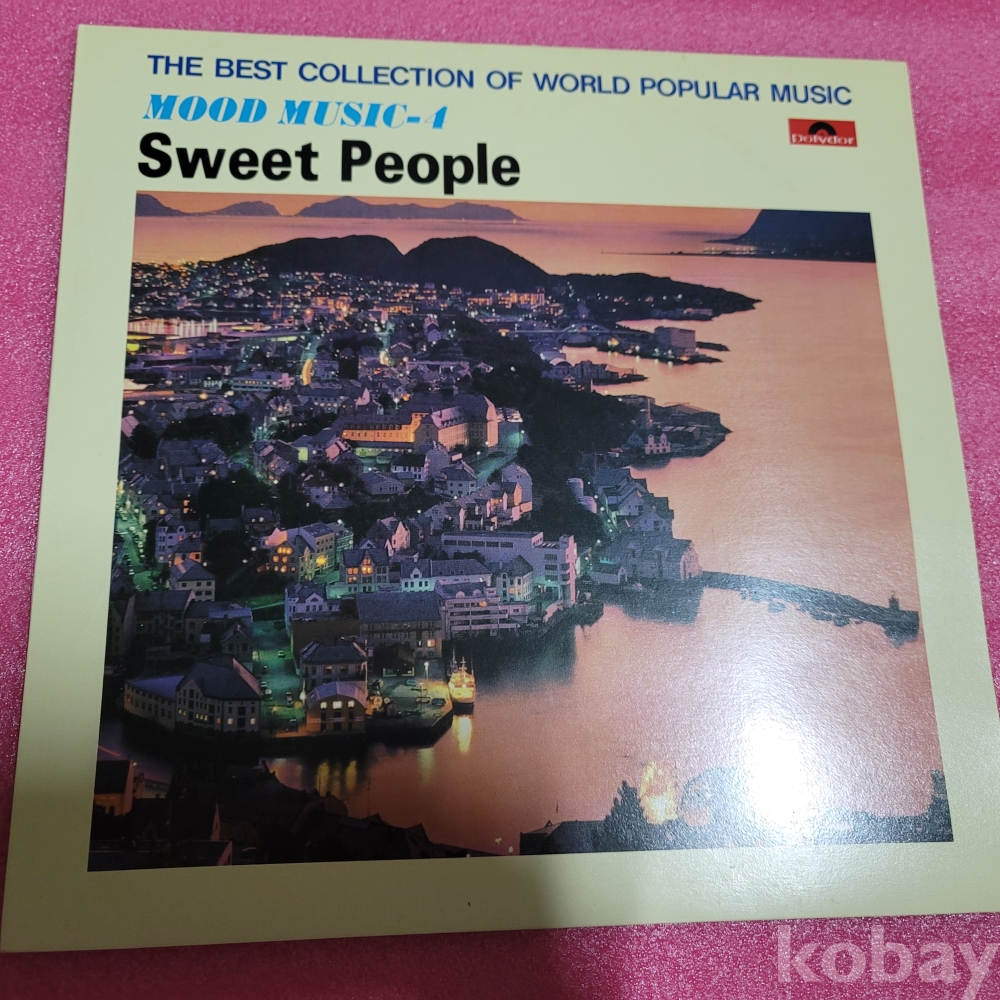 THE BEST COLLECTION OF WORLD POPULAR MUSIC
MOOD MUSIC-4
polydor
Sweet People
kobay